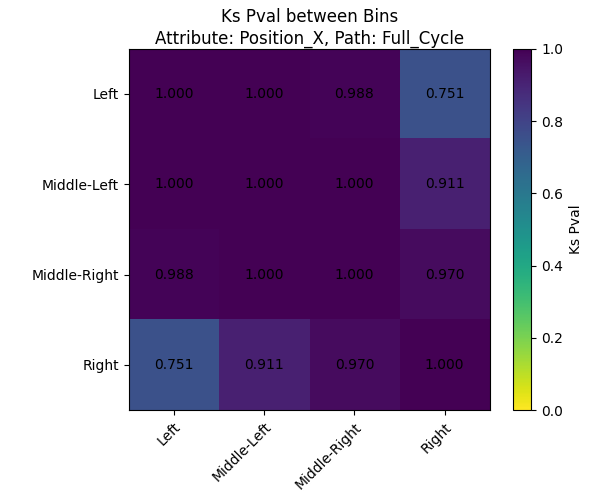 Ks Pval between Bins
Attribute: Position_X, Path: Full_Cycle
Left 1.000 1.000 0.988 0.751
Middle-Left 1.000 1.000 1.000 0.911
Middle-Right 0.988 1.000 1.000 0.970
Right 0.751 0.911 0.970 1.000
Left Middle-Left Middle-Right Right
1.0
0.8
0.6
0.4
0.2
0.0
Ks Pval